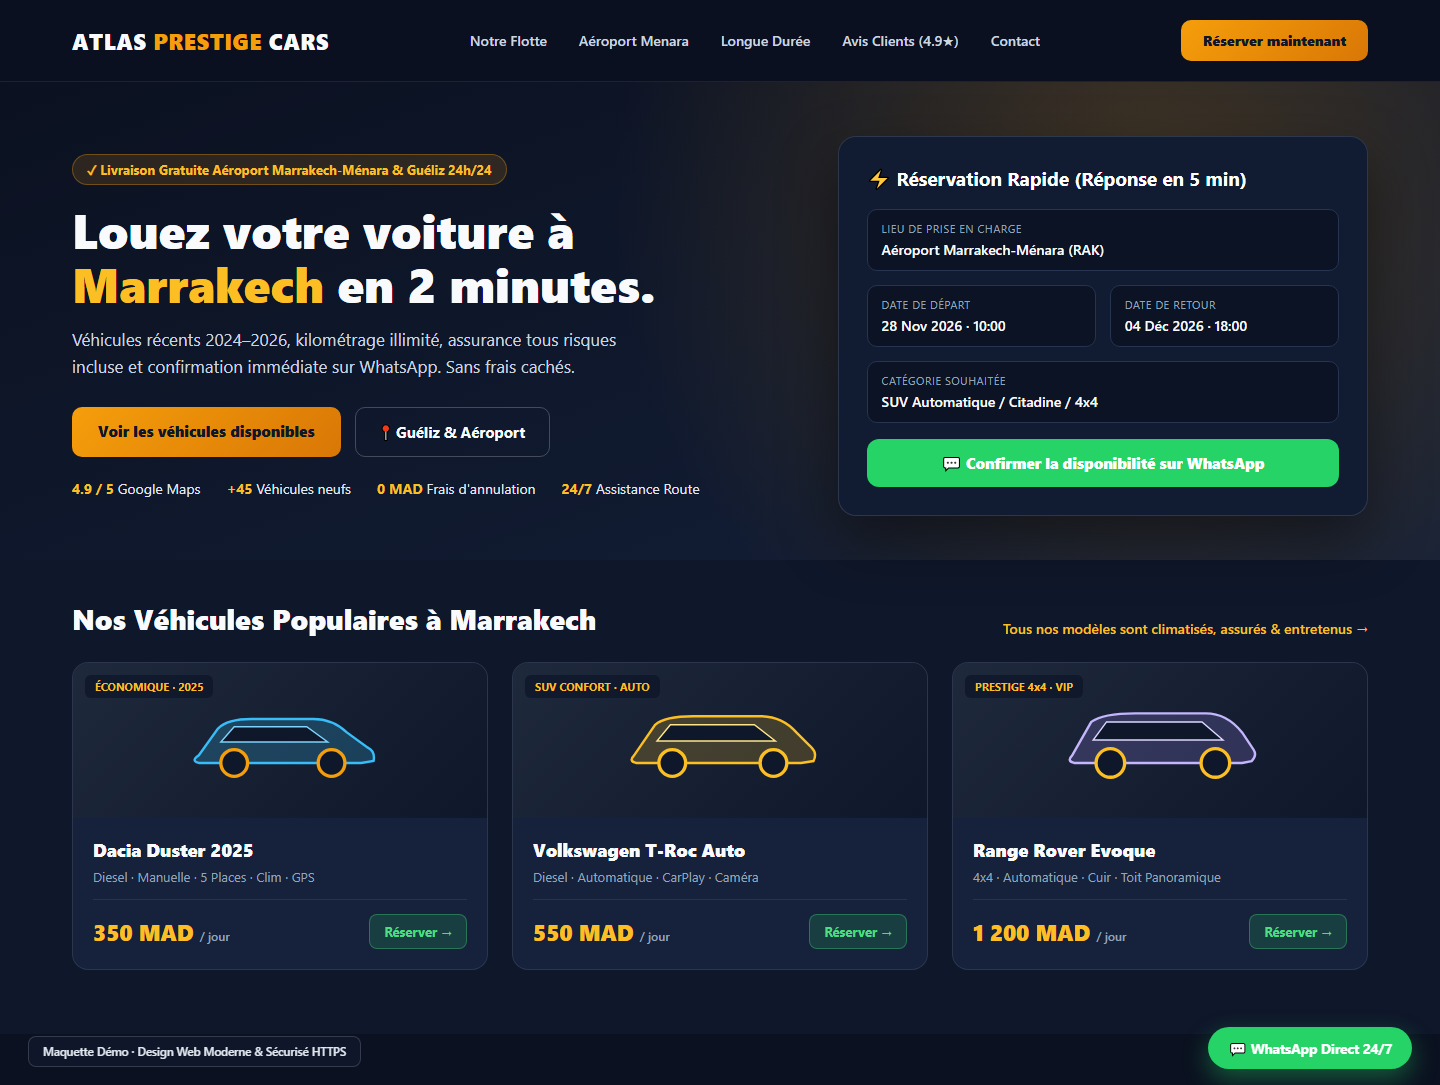 ATLAS PRESTIGE CARS
Notre Flotte
Aéroport Menara
Longue Durée
Avis Clients (4.9★)
Contact
Réserver maintenant
✓ Livraison Gratuite Aéroport Marrakech-Ménara & Guéliz 24h/24
Louez votre voiture à
Marrakech en 2 minutes.
Véhicules récents 2024–2026, kilométrage illimité, assurance tous risques
incluse et confirmation immédiate sur WhatsApp. Sans frais cachés.
Voir les véhicules disponibles
📍 Guéliz & Aéroport
4.9 / 5 Google Maps
+45 Véhicules neufs
0 MAD Frais d'annulation
24/7 Assistance Route
⚡ Réservation Rapide (Réponse en 5 min)
LIEU DE PRISE EN CHARGE
Aéroport Marrakech-Ménara (RAK)
DATE DE DÉPART
28 Nov 2026 · 10:00
DATE DE RETOUR
04 Déc 2026 · 18:00
CATÉGORIE SOUHAITÉE
SUV Automatique / Citadine / 4x4
💬 Confirmer la disponibilité sur WhatsApp
Nos Véhicules Populaires à Marrakech
Tous nos modèles sont climatisés, assurés & entretenus →
ÉCONOMIQUE · 2025
Dacia Duster 2025
Diesel · Manuelle · 5 Places · Clim · GPS
350 MAD / jour
Réserver →
SUV CONFORT · AUTO
Volkswagen T-Roc Auto
Diesel · Automatique · CarPlay · Caméra
550 MAD / jour
Réserver →
PRESTIGE 4x4 · VIP
Range Rover Evoque
4x4 · Automatique · Cuir · Toit Panoramique
1 200 MAD / jour
Réserver →
Maquette Démo · Design Web Moderne & Sécurisé HTTPS
💬 WhatsApp Direct 24/7